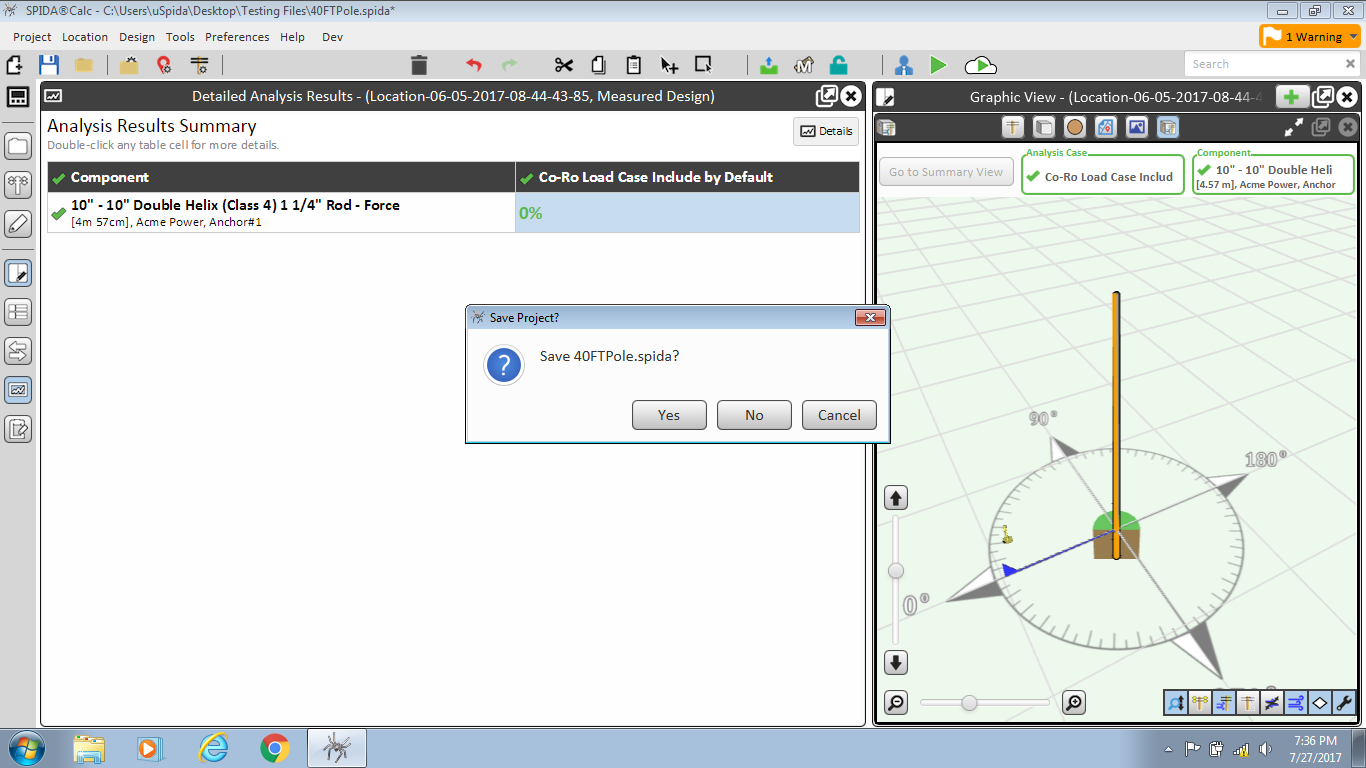 SPIDA®Calc - C:\Users\uSpida\Desktop\Testing Files\40FTPole.spida*
Project Location Design Tools Preferences Help Dev
1 Warning
Search
Detailed Analysis Results - (Location-06-05-2017-08-44-43-85, Measured Design)
Analysis Results Summary
Double-click any table cell for more details.
Details
Component
Co-Ro Load Case Include by Default
10" - 10" Double Helix (Class 4) 1 1/4" Rod - Force
[4m 57cm], Acme Power, Anchor#1
0%
Graphic View - (Location-06-05-2017-08-44-4
Go to Summary View
Analysis Case
Co-Ro Load Case Includ
Component
10" - 10" Double Heli
[4.57 m], Acme Power, Anchor
90°
180°
0°
Save Project?
Save 40FTPole.spida?
Yes
No
Cancel
7:36 PM
7/27/2017